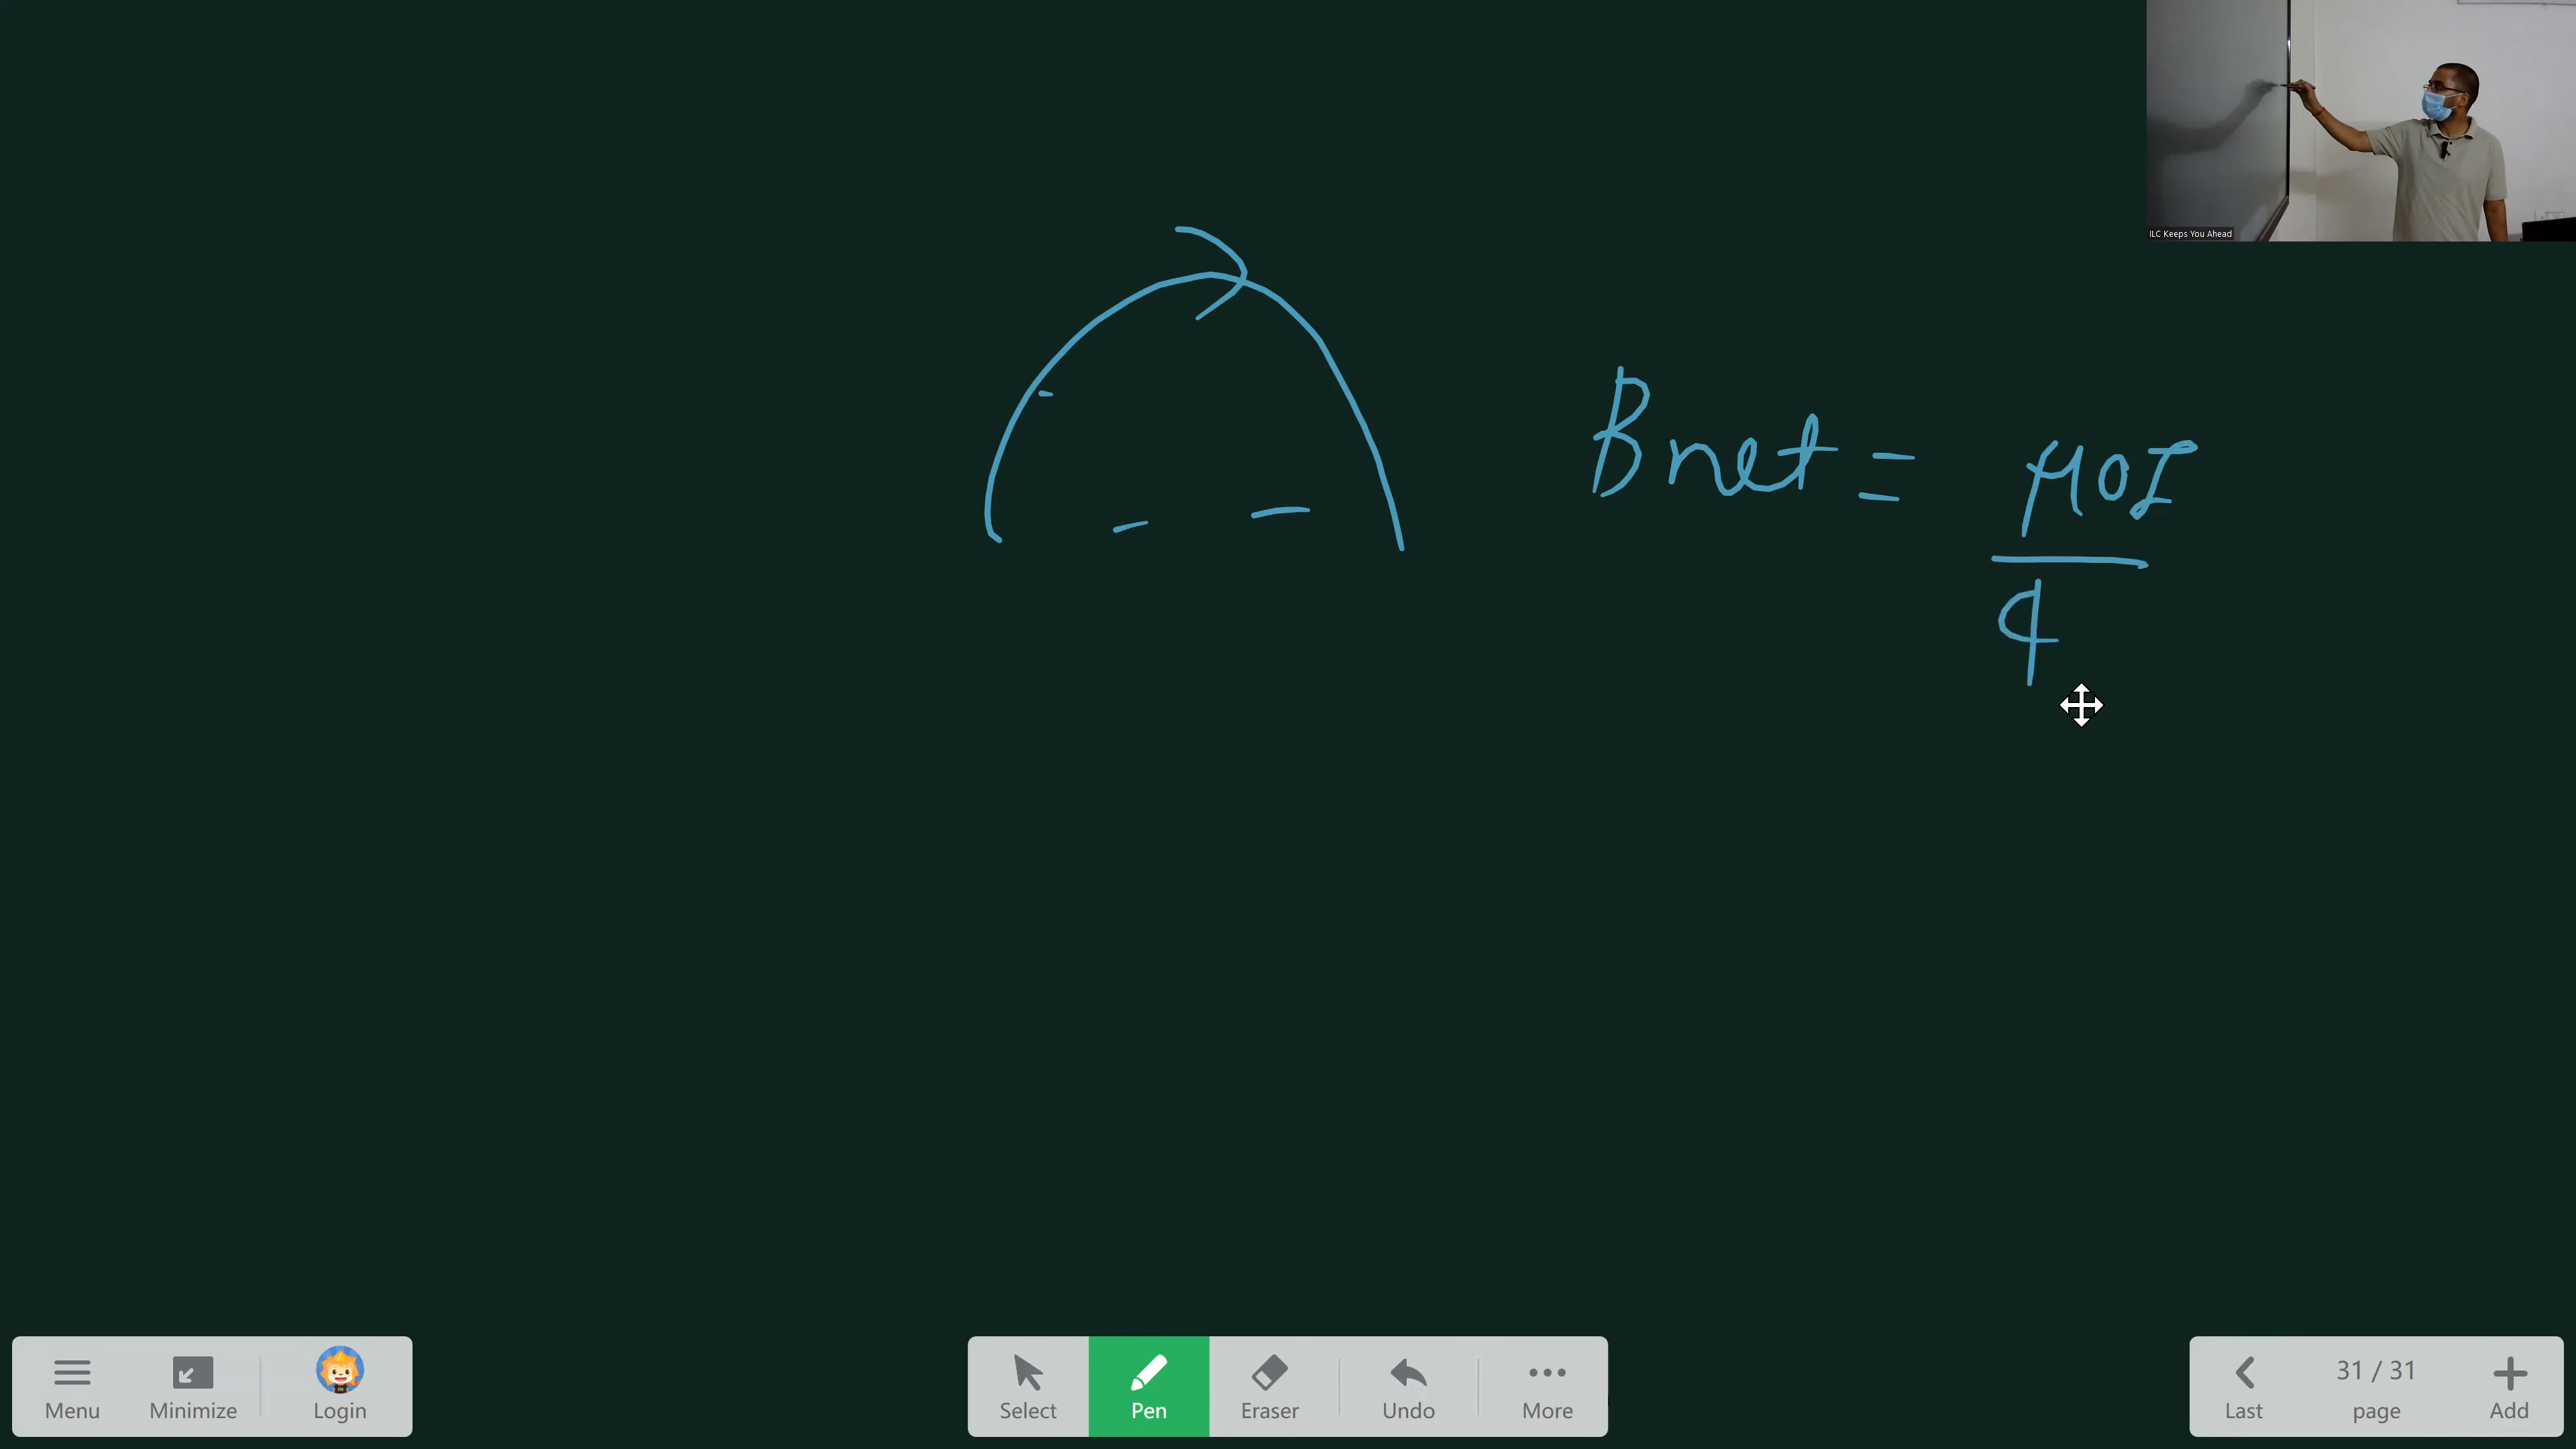 ILC Keeps You Ahead
Bnet = μ0I
4
Menu Minimize Login Select Pen Eraser Undo More Last 31 / 31 page Add